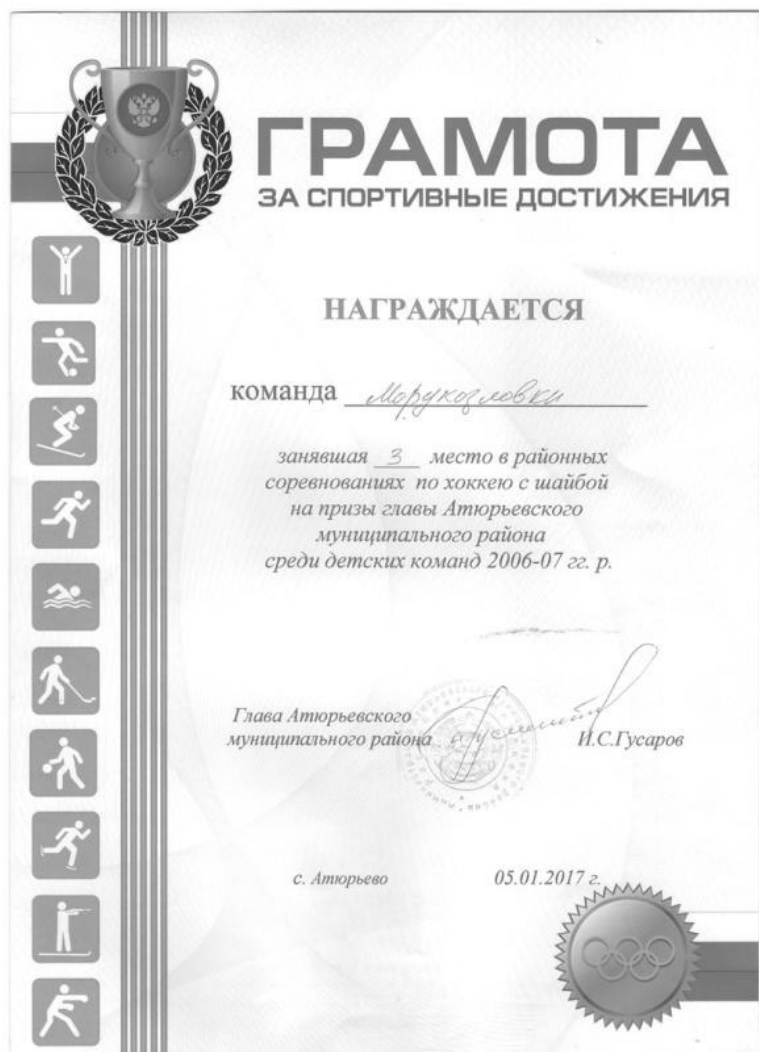 ГРАМОТА
ЗА СПОРТИВНЫЕ ДОСТИЖЕНИЯ
НАГРАЖДАЕТСЯ
команда Морукозловки
занявшая 3 место в районных
соревнованиях по хоккею с шайбой
на призы главы Атюрьевского
муниципального района
среди детских команд 2006-07 гг. р.
Глава Атюрьевского
муниципального района И.С.Гусаров
с. Атюрьево 05.01.2017 г.